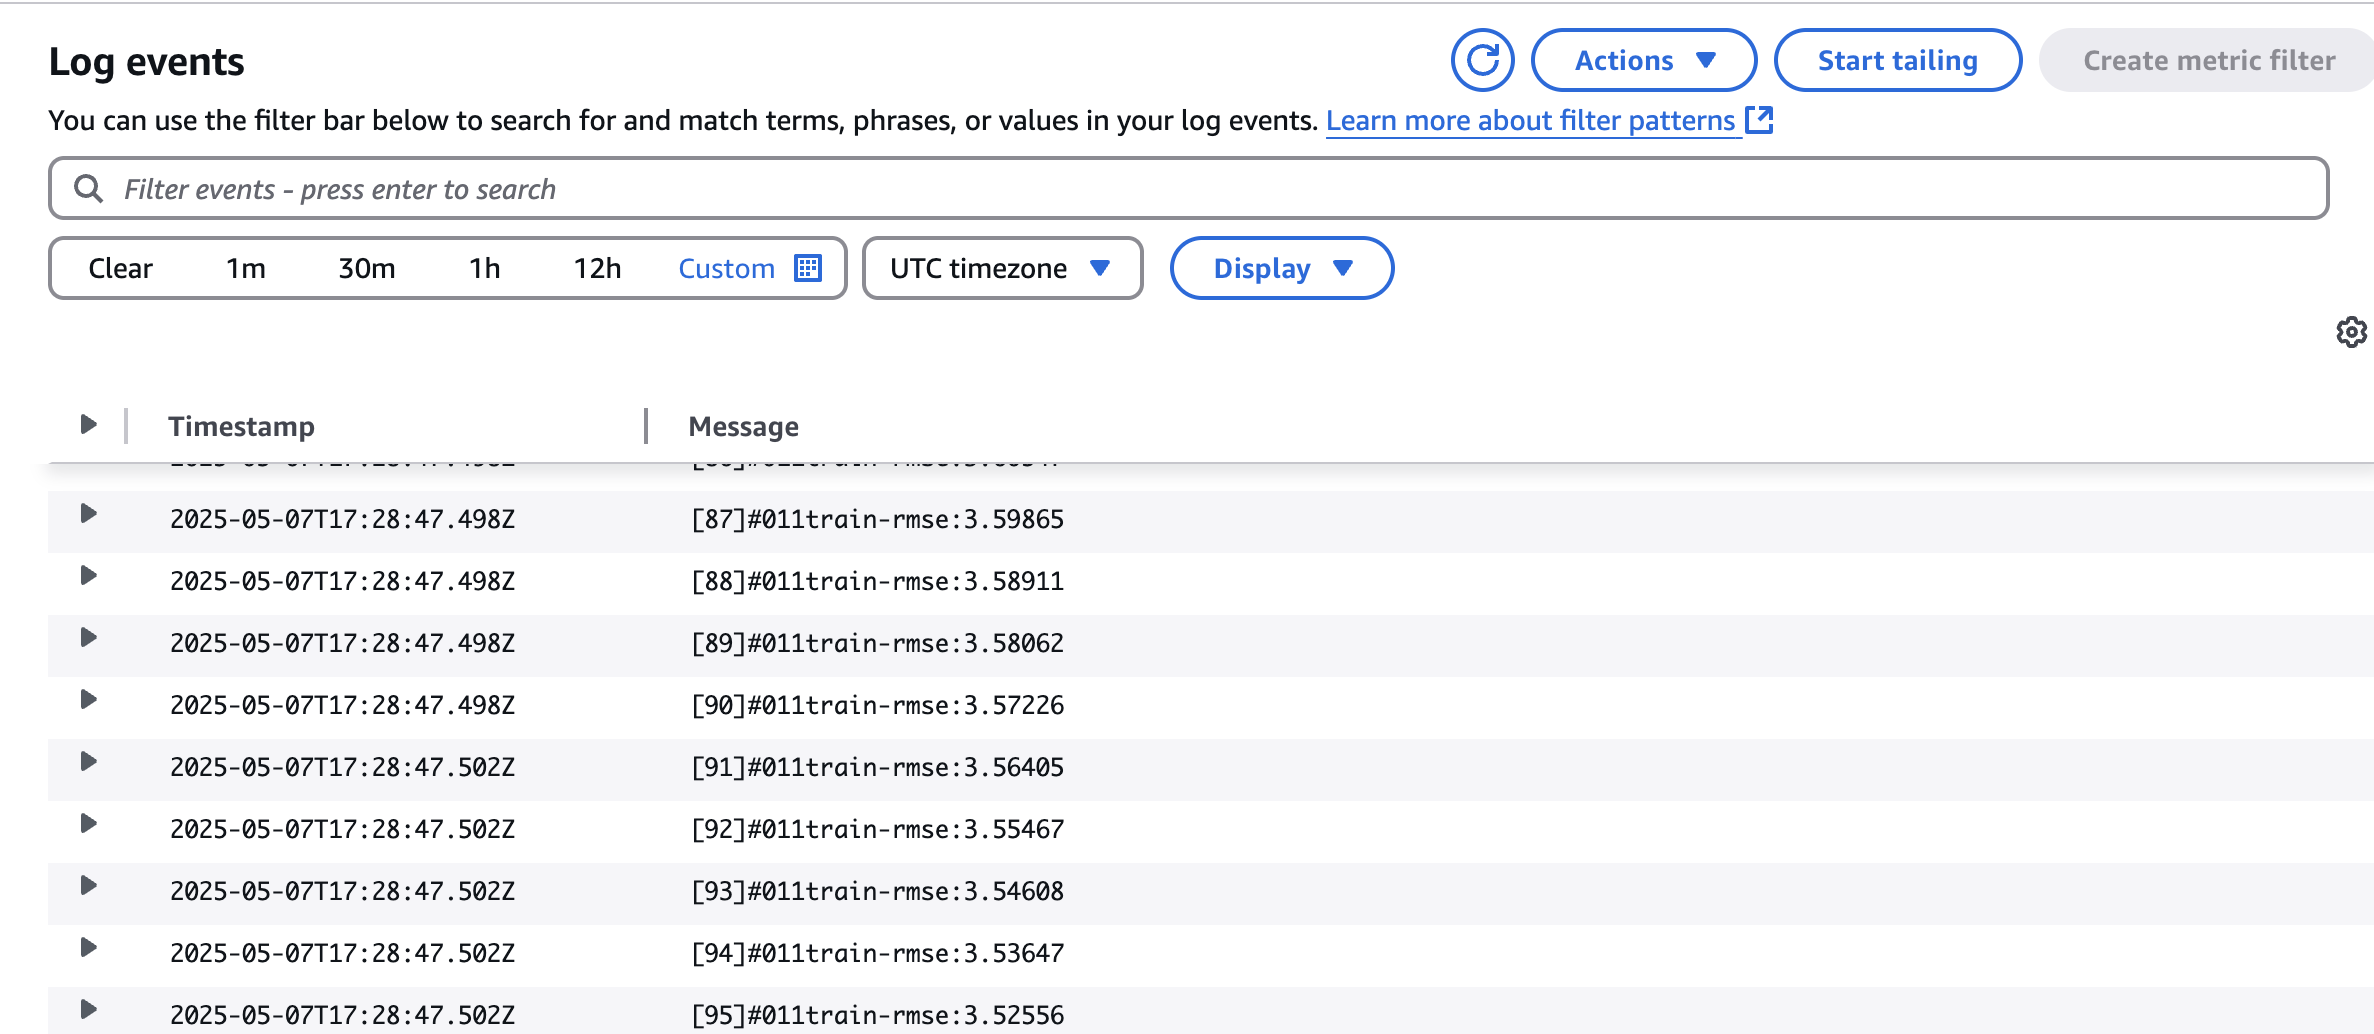 Log events
Actions
Start tailing
Create metric filter
You can use the filter bar below to search for and match terms, phrases, or values in your log events. Learn more about filter patterns
Filter events - press enter to search
Clear 1m 30m 1h 12h Custom UTC timezone Display
Timestamp Message
2025-05-07T17:28:47.498Z [87]#011train-rmse:3.59865
2025-05-07T17:28:47.498Z [88]#011train-rmse:3.58911
2025-05-07T17:28:47.498Z [89]#011train-rmse:3.58062
2025-05-07T17:28:47.498Z [90]#011train-rmse:3.57226
2025-05-07T17:28:47.502Z [91]#011train-rmse:3.56405
2025-05-07T17:28:47.502Z [92]#011train-rmse:3.55467
2025-05-07T17:28:47.502Z [93]#011train-rmse:3.54608
2025-05-07T17:28:47.502Z [94]#011train-rmse:3.53647
2025-05-07T17:28:47.502Z [95]#011train-rmse:3.52556